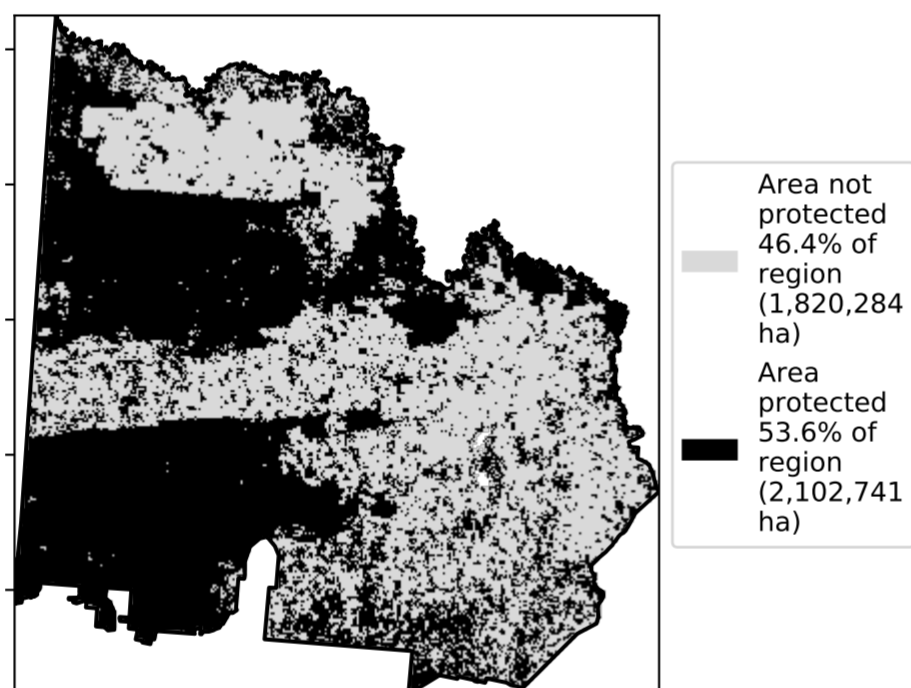 Area not
protected
46.4% of
region
(1,820,284
ha)
Area
protected
53.6% of
region
(2,102,741
ha)